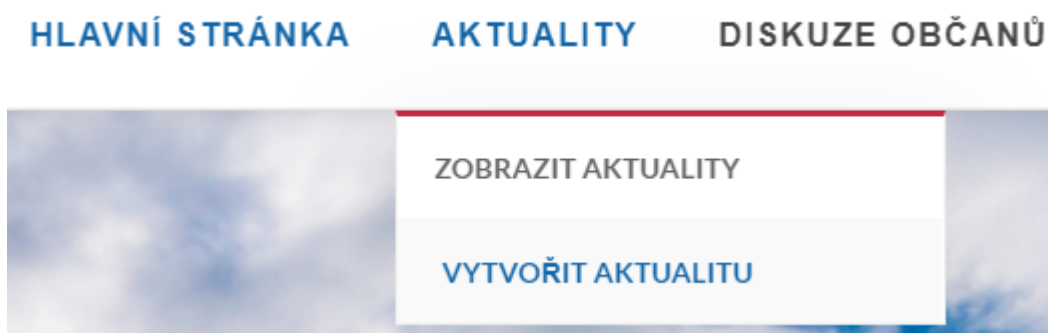 HLAVNÍ STRÁNKA AKTUALITY DISKUZE OBČANŮ
ZOBRAZIT AKTUALITY
VYTVOŘIT AKTUALITU